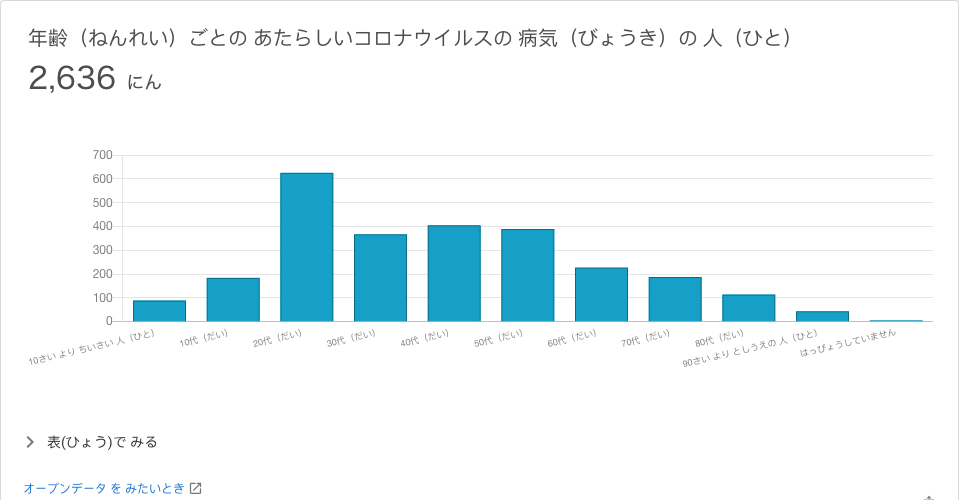 年齢（ねんれい）ごとの あたらしいコロナウイルスの 病気（びょうき）の 人（ひと）
2,636 にん
700
600
500
400
300
200
100
0
10さい より ちいさい 人（ひと）
10代（だい）
20代（だい）
30代（だい）
40代（だい）
50代（だい）
60代（だい）
70代（だい）
80代（だい）
90さい より としうえの 人（ひと）
はっぴょうしていません
表(ひょう)で みる
オープンデータ を みたいとき